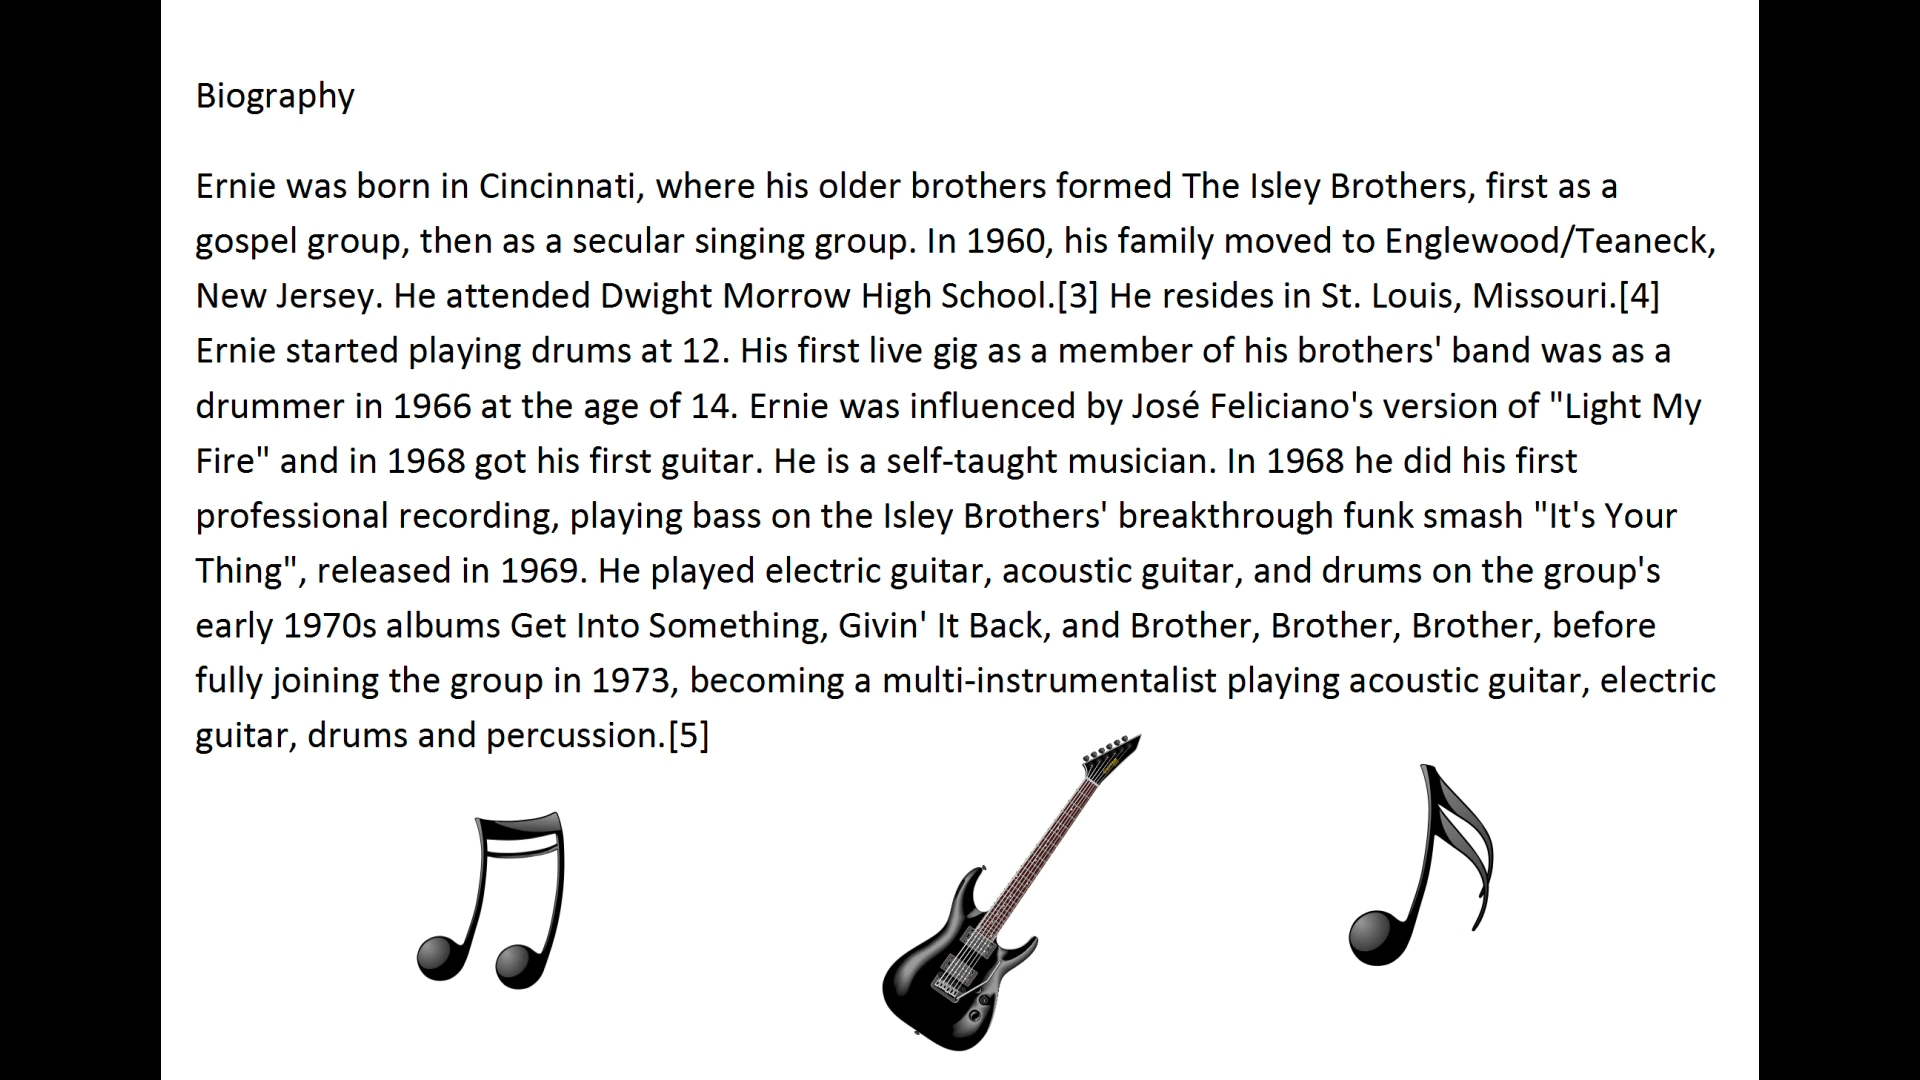 Biography
Ernie was born in Cincinnati, where his older brothers formed The Isley Brothers, first as a
gospel group, then as a secular singing group. In 1960, his family moved to Englewood/Teaneck,
New Jersey. He attended Dwight Morrow High School.[3] He resides in St. Louis, Missouri.[4]
Ernie started playing drums at 12. His first live gig as a member of his brothers' band was as a
drummer in 1966 at the age of 14. Ernie was influenced by José Feliciano's version of "Light My
Fire" and in 1968 got his first guitar. He is a self-taught musician. In 1968 he did his first
professional recording, playing bass on the Isley Brothers' breakthrough funk smash "It's Your
Thing", released in 1969. He played electric guitar, acoustic guitar, and drums on the group's
early 1970s albums Get Into Something, Givin' It Back, and Brother, Brother, Brother, before
fully joining the group in 1973, becoming a multi-instrumentalist playing acoustic guitar, electric
guitar, drums and percussion.[5]